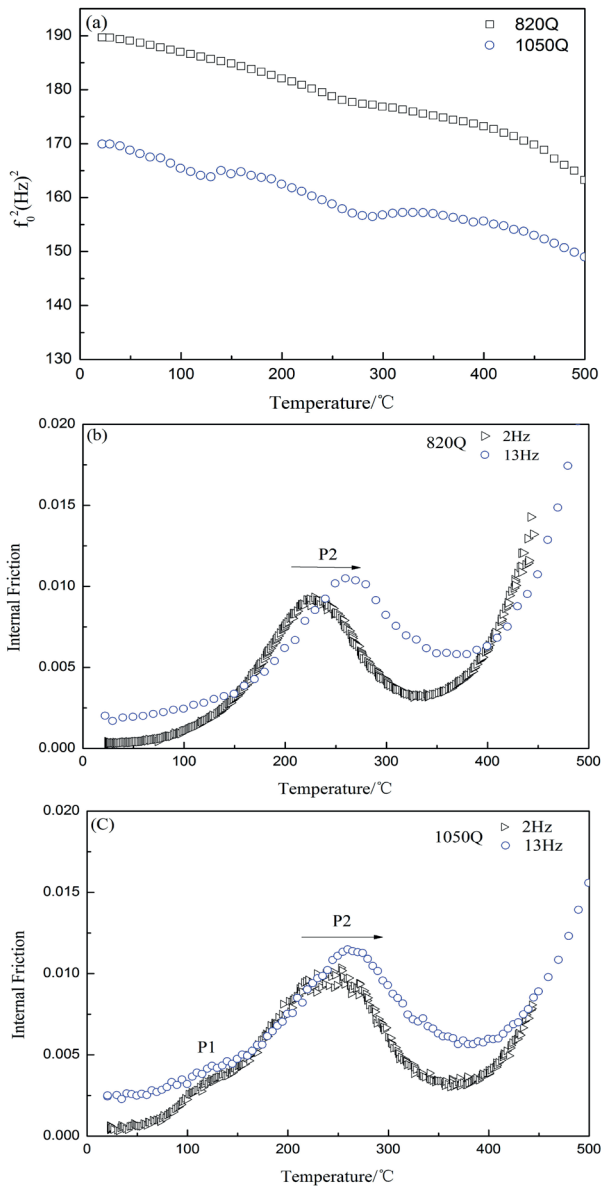 (a)
820Q
1050Q
190
180
170
160
150
140
130
f₀²(Hz)²
0 100 200 300 400 500
Temperature/℃
(b)
820Q
2Hz
13Hz
P2
0.020
0.015
0.010
0.005
0.000
Internal Friction
0 100 200 300 400 500
Temperature/℃
(C)
1050Q
2Hz
13Hz
P2
P1
0.020
0.015
0.010
0.005
0.000
Internal Friction
0 100 200 300 400 500
Temperature/℃